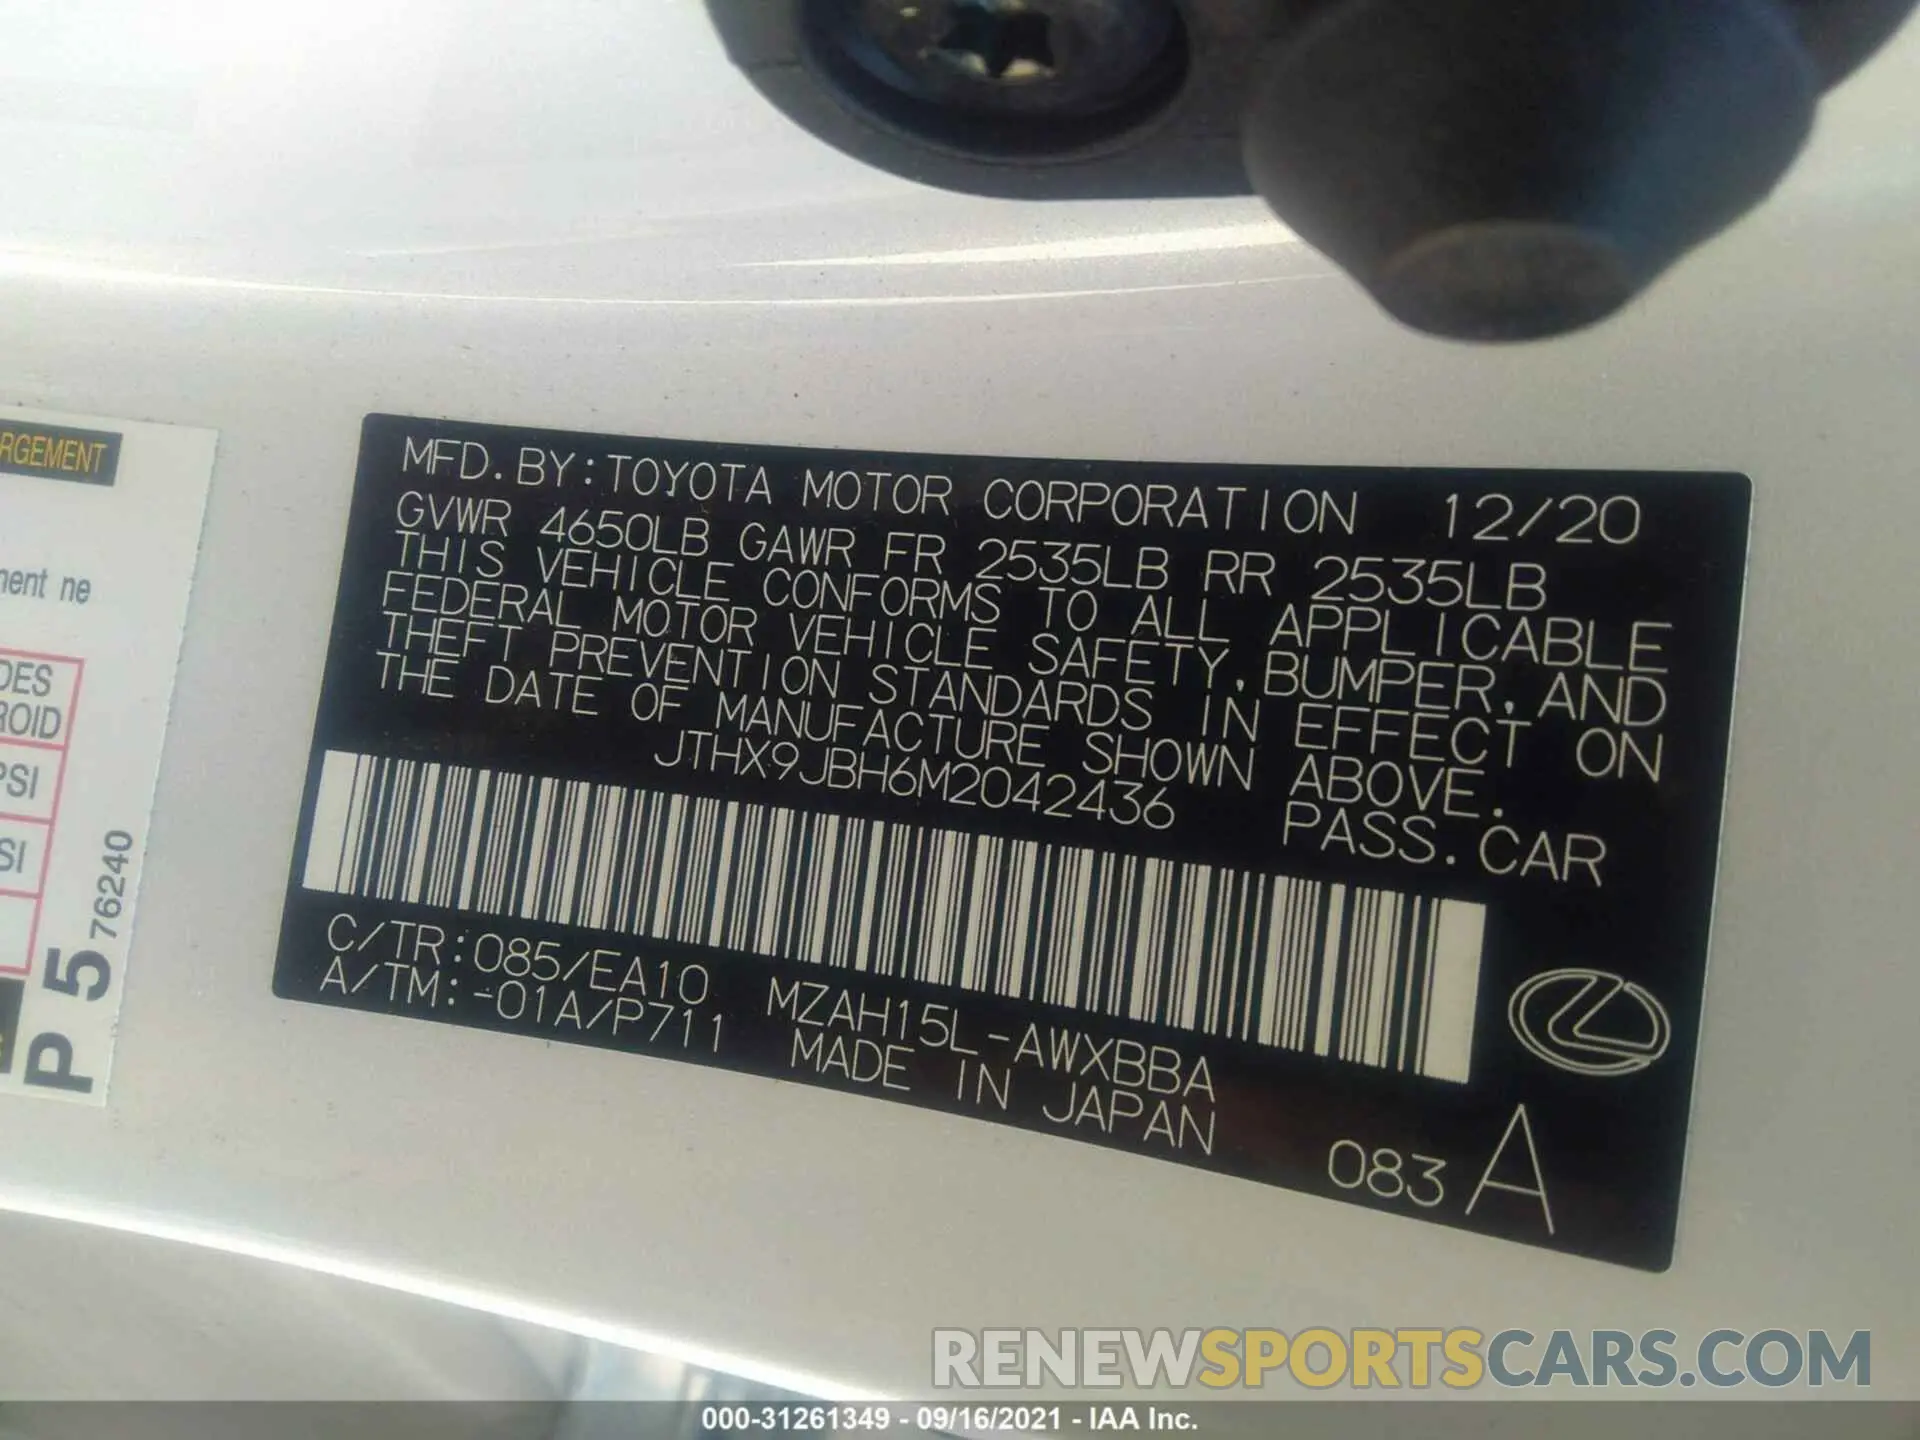 MFD.BY:TOYOTA MOTOR CORPORATION 12/20
GVWR 4650LB GAWR FR 2535LB RR 2535LB
THIS VEHICLE CONFORMS TO ALL APPLICABLE
FEDERAL MOTOR VEHICLE SAFETY,BUMPER,AND
THEFT PREVENTION STANDARDS IN EFFECT ON
THE DATE OF MANUFACTURE SHOWN ABOVE.
JTHX9JBH6M2042436 PASS.CAR
C/TR:085/EA10 MZAH15L-AWXBBA
A/TM:-01A/P711 MADE IN JAPAN
083 A
RGEMENT
ment ne
DES
ROID
PSI
SI
P 5 76240
RENEWSPORTSCARS.COM
000-31261349 - 09/16/2021 - IAA Inc.